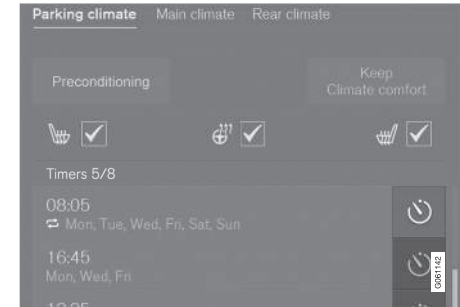 Parking climate Main climate Rear climate
Preconditioning
Keep
Climate comfort
Timers 5/8
08:05
Mon, Tue, Wed, Fri, Sat, Sun
16:45
Mon, Wed, Fri
G061142